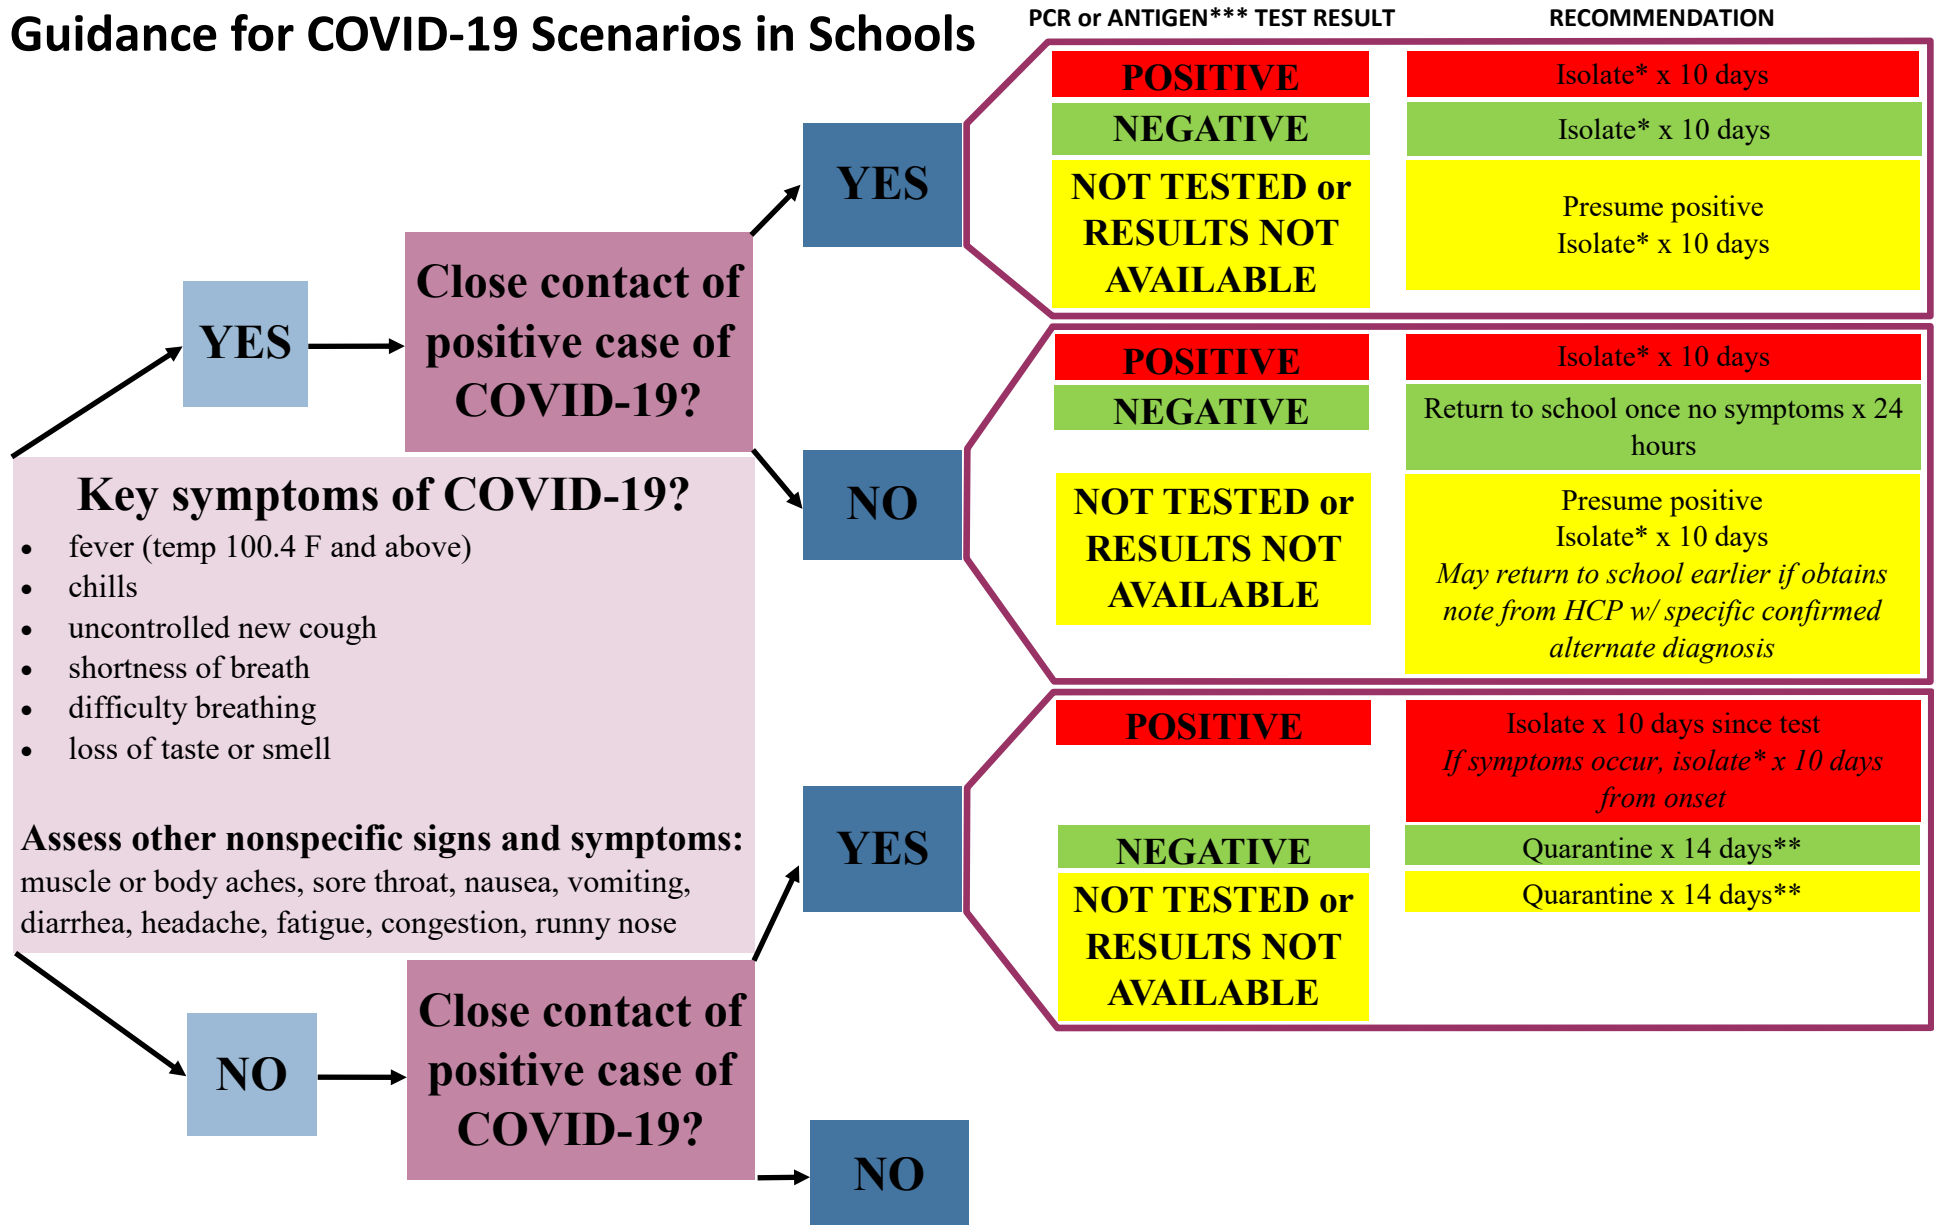 Guidance for COVID-19 Scenarios in Schools
PCR or ANTIGEN*** TEST RESULT
RECOMMENDATION
YES
Close contact of
positive case of
COVID-19?
YES
POSITIVE
Isolate* x 10 days
NEGATIVE
Isolate* x 10 days
NOT TESTED or
RESULTS NOT
AVAILABLE
Presume positive
Isolate* x 10 days
NO
POSITIVE
Isolate* x 10 days
NEGATIVE
Return to school once no symptoms x 24
hours
NOT TESTED or
RESULTS NOT
AVAILABLE
Presume positive
Isolate* x 10 days
May return to school earlier if obtains
note from HCP w/ specific confirmed
alternate diagnosis
Key symptoms of COVID-19?
• fever (temp 100.4 F and above)
• chills
• uncontrolled new cough
• shortness of breath
• difficulty breathing
• loss of taste or smell
Assess other nonspecific signs and symptoms:
muscle or body aches, sore throat, nausea, vomiting,
diarrhea, headache, fatigue, congestion, runny nose
NO
Close contact of
positive case of
COVID-19?
YES
POSITIVE
Isolate x 10 days since test
If symptoms occur, isolate* x 10 days
from onset
NEGATIVE
Quarantine x 14 days**
NOT TESTED or
RESULTS NOT
AVAILABLE
Quarantine x 14 days**
NO